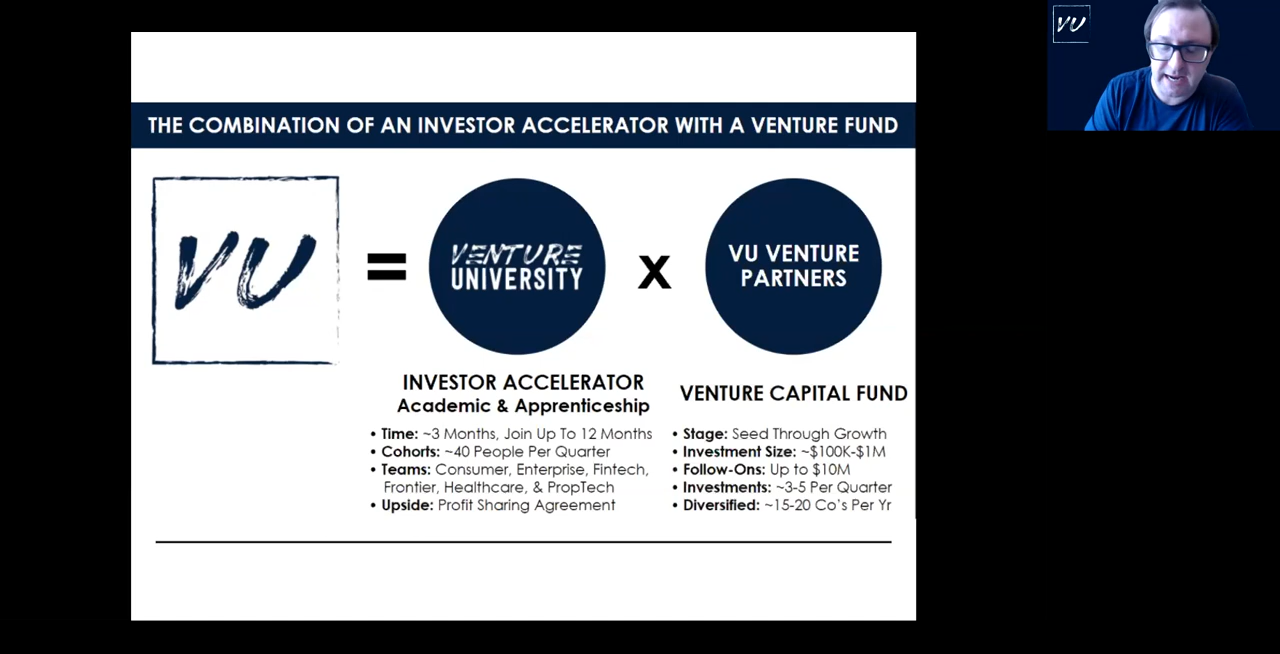 THE COMBINATION OF AN INVESTOR ACCELERATOR WITH A VENTURE FUND
VU
=
VENTURE
UNIVERSITY
x
VU VENTURE
PARTNERS
INVESTOR ACCELERATOR
Academic & Apprenticeship
• Time: ~3 Months, Join Up To 12 Months
• Cohorts: ~40 People Per Quarter
• Teams: Consumer, Enterprise, Fintech,
Frontier, Healthcare, & PropTech
• Upside: Profit Sharing Agreement
VENTURE CAPITAL FUND
• Stage: Seed Through Growth
• Investment Size: ~$100K-$1M
• Follow-Ons: Up to $10M
• Investments: ~3-5 Per Quarter
• Diversified: ~15-20 Co's Per Yr
VU